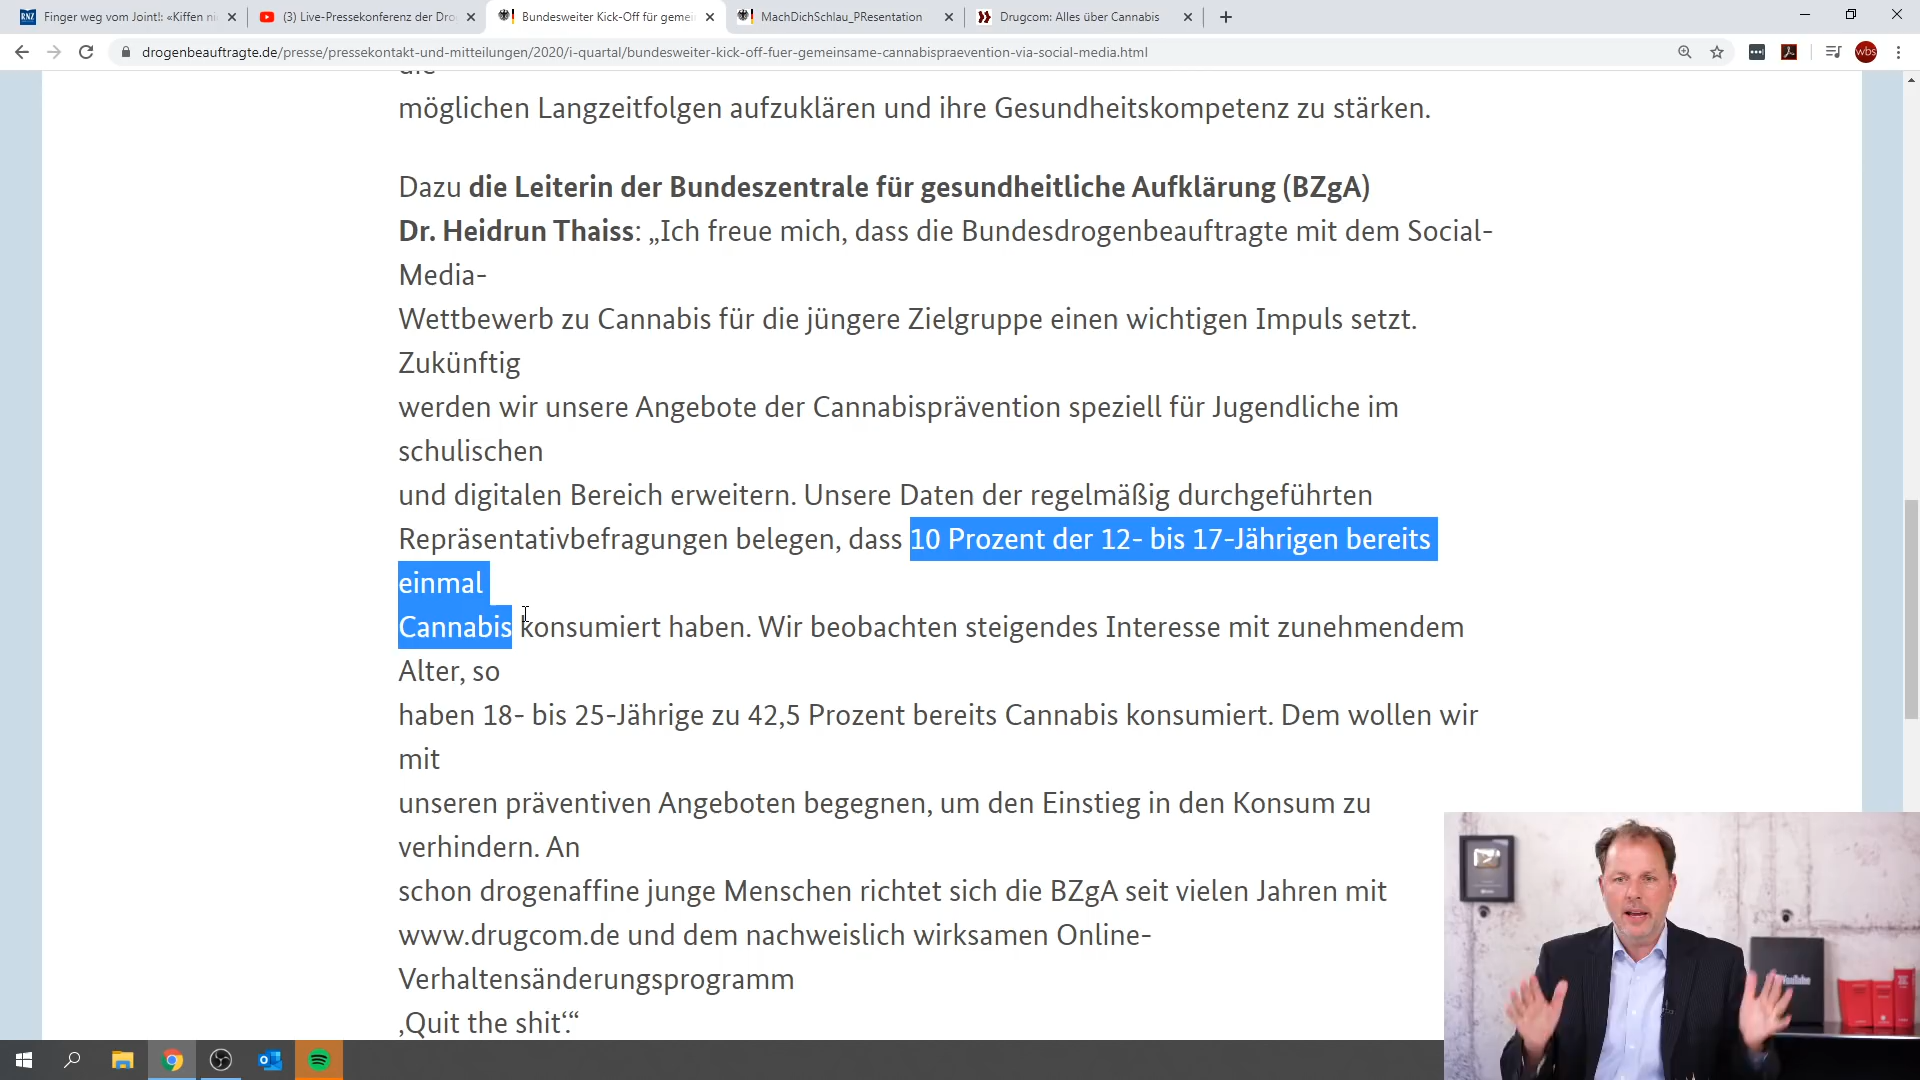 Finger weg vom Joint!: «Kiffen ni
(3) Live-Pressekonferenz der Dro
Bundesweiter Kick-Off für gemei
MachDichSchlau_PResentation
Drugcom: Alles über Cannabis
drogenbeauftragte.de/presse/pressekontakt-und-mitteilungen/2020/i-quartal/bundesweiter-kick-off-fuer-gemeinsame-cannabispraevention-via-social-media.html
wbs
die
möglichen Langzeitfolgen aufzuklären und ihre Gesundheitskompetenz zu stärken.
Dazu die Leiterin der Bundeszentrale für gesundheitliche Aufklärung (BZgA)
Dr. Heidrun Thaiss: „Ich freue mich, dass die Bundesdrogenbeauftragte mit dem Social-
Media-
Wettbewerb zu Cannabis für die jüngere Zielgruppe einen wichtigen Impuls setzt.
Zukünftig
werden wir unsere Angebote der Cannabisprävention speziell für Jugendliche im
schulischen
und digitalen Bereich erweitern. Unsere Daten der regelmäßig durchgeführten
Repräsentativbefragungen belegen, dass 10 Prozent der 12- bis 17-Jährigen bereits
einmal
Cannabis konsumiert haben. Wir beobachten steigendes Interesse mit zunehmendem
Alter, so
haben 18- bis 25-Jährige zu 42,5 Prozent bereits Cannabis konsumiert. Dem wollen wir
mit
unseren präventiven Angeboten begegnen, um den Einstieg in den Konsum zu
verhindern. An
schon drogenaffine junge Menschen richtet sich die BZgA seit vielen Jahren mit
www.drugcom.de und dem nachweislich wirksamen Online-
Verhaltensänderungsprogramm
‚Quit the shit‘.“